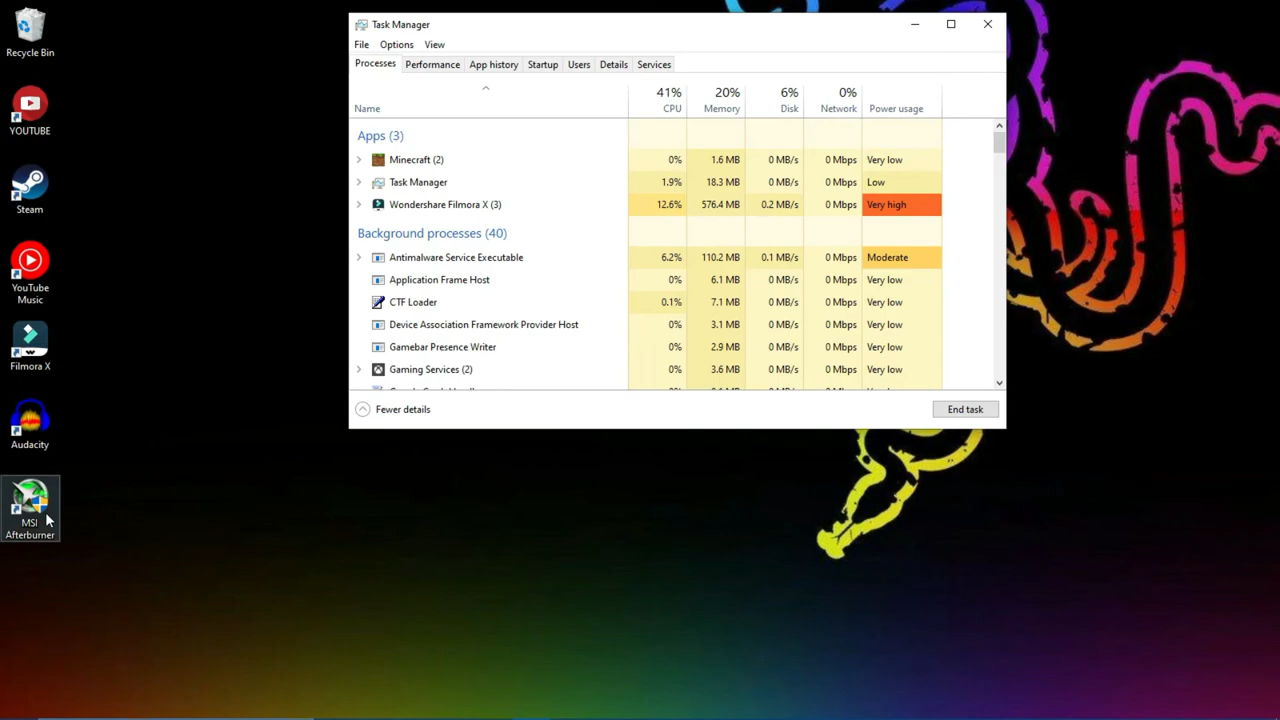 Recycle Bin
YOUTUBE
Steam
YouTube
Music
Filmora X
Audacity
MSI
Afterburner
Task Manager
File Options View
Processes Performance App history Startup Users Details Services
41% 20% 6% 0%
Name CPU Memory Disk Network Power usage
Apps (3)
Minecraft (2) 0% 1.6 MB 0 MB/s 0 Mbps Very low
Task Manager 1.9% 18.3 MB 0 MB/s 0 Mbps Low
Wondershare Filmora X (3) 12.6% 576.4 MB 0.2 MB/s 0 Mbps Very high
Background processes (40)
Antimalware Service Executable 6.2% 110.2 MB 0.1 MB/s 0 Mbps Moderate
Application Frame Host 0% 6.1 MB 0 MB/s 0 Mbps Very low
CTF Loader 0.1% 7.1 MB 0 MB/s 0 Mbps Very low
Device Association Framework Provider Host 0% 3.1 MB 0 MB/s 0 Mbps Very low
Gamebar Presence Writer 0% 2.9 MB 0 MB/s 0 Mbps Very low
Gaming Services (2) 0% 3.6 MB 0 MB/s 0 Mbps Very low
Fewer details End task